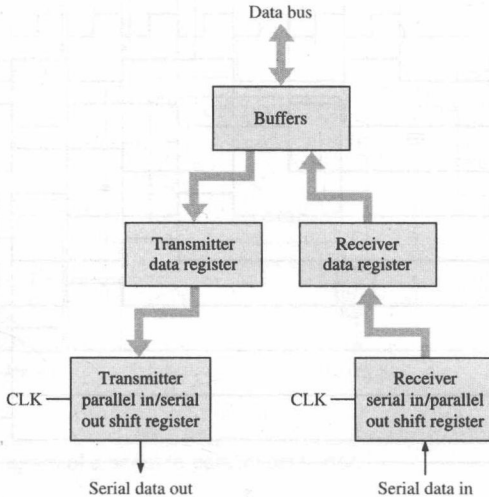 Data bus
Buffers
Transmitter
data register
Receiver
data register
CLK
Transmitter
parallel in/serial
out shift register
CLK
Receiver
serial in/parallel
out shift register
Serial data out
Serial data in